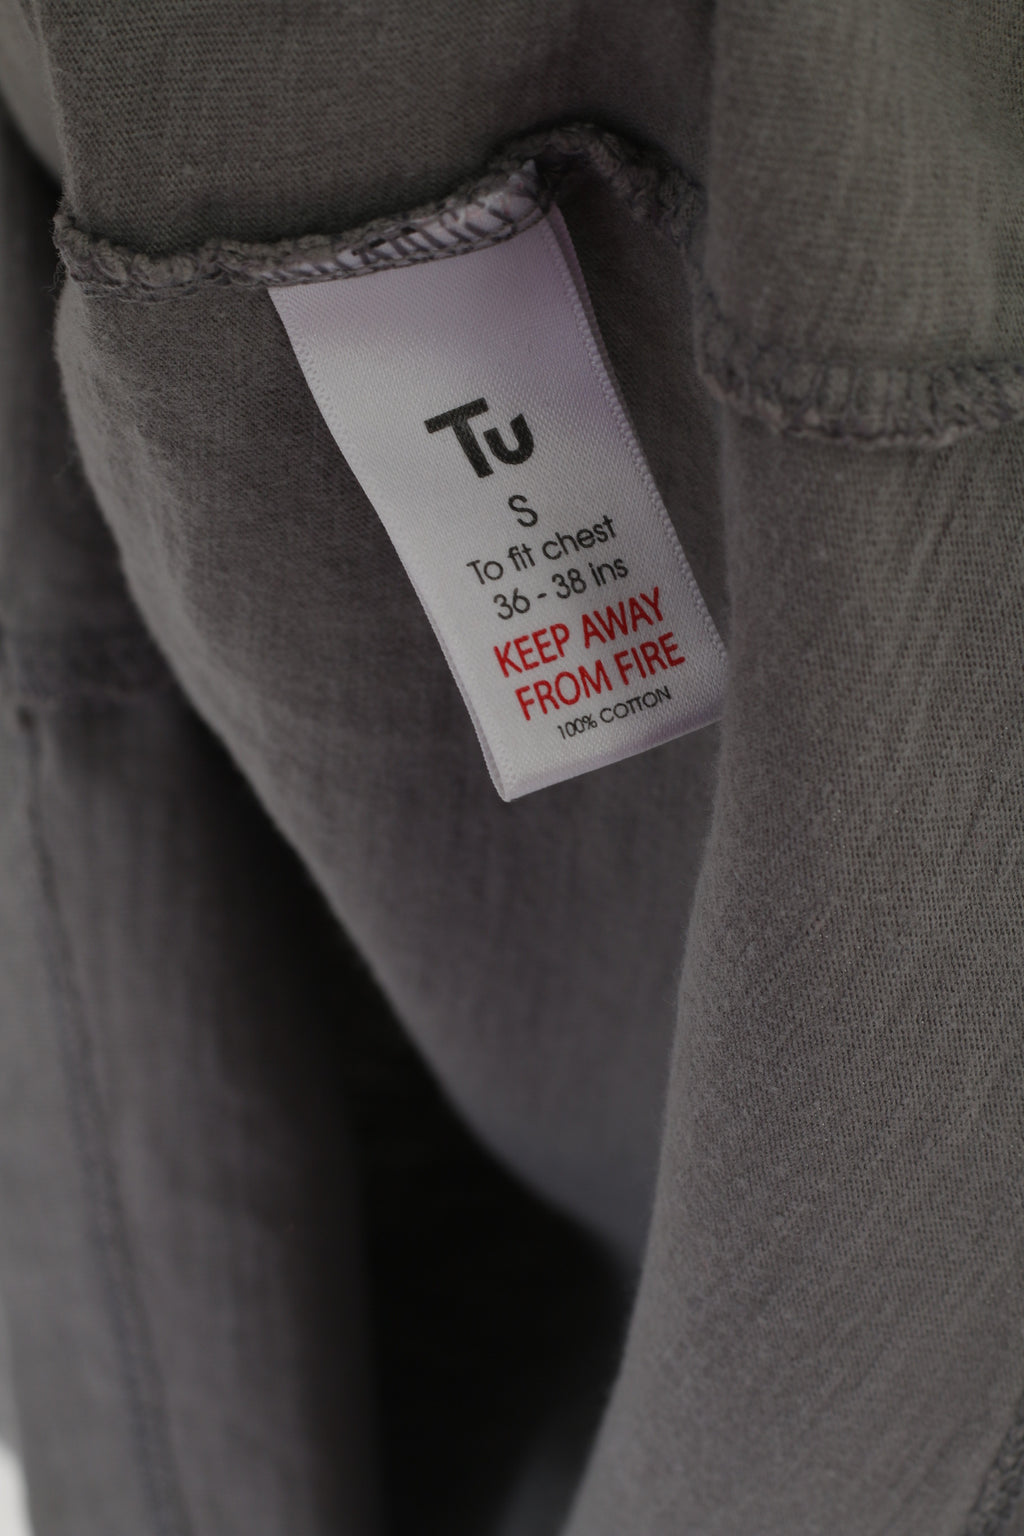 Tu
S
To fit chest
36 - 38 ins
KEEP AWAY
FROM FIRE
100% COTTON